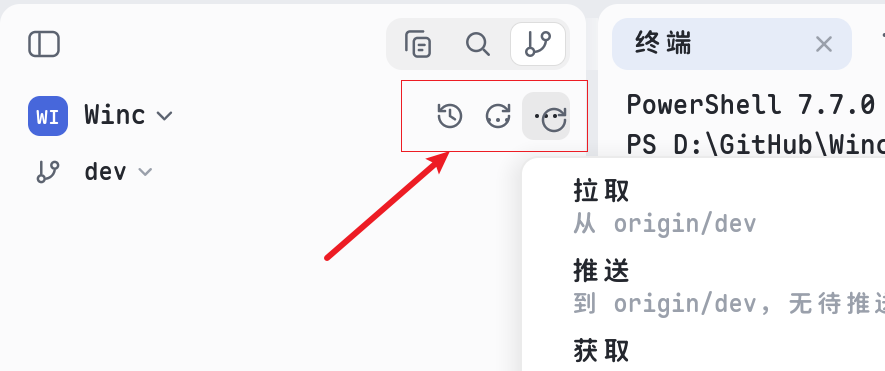 终端
WI Winc
PowerShell 7.7.0
PS D:\GitHub\Winc
dev
拉取
从 origin/dev
推送
到 origin/dev, 无待推送
获取